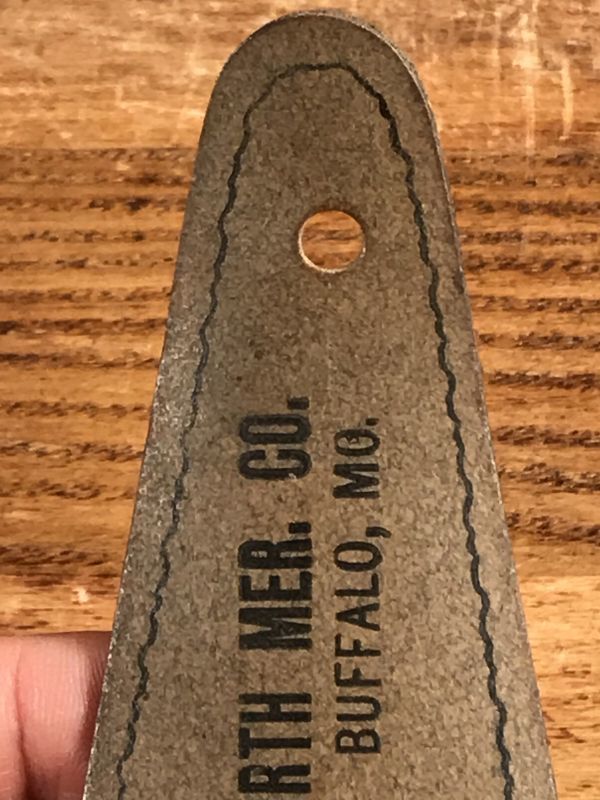 RTH MER. CO.
BUFFALO, MO.